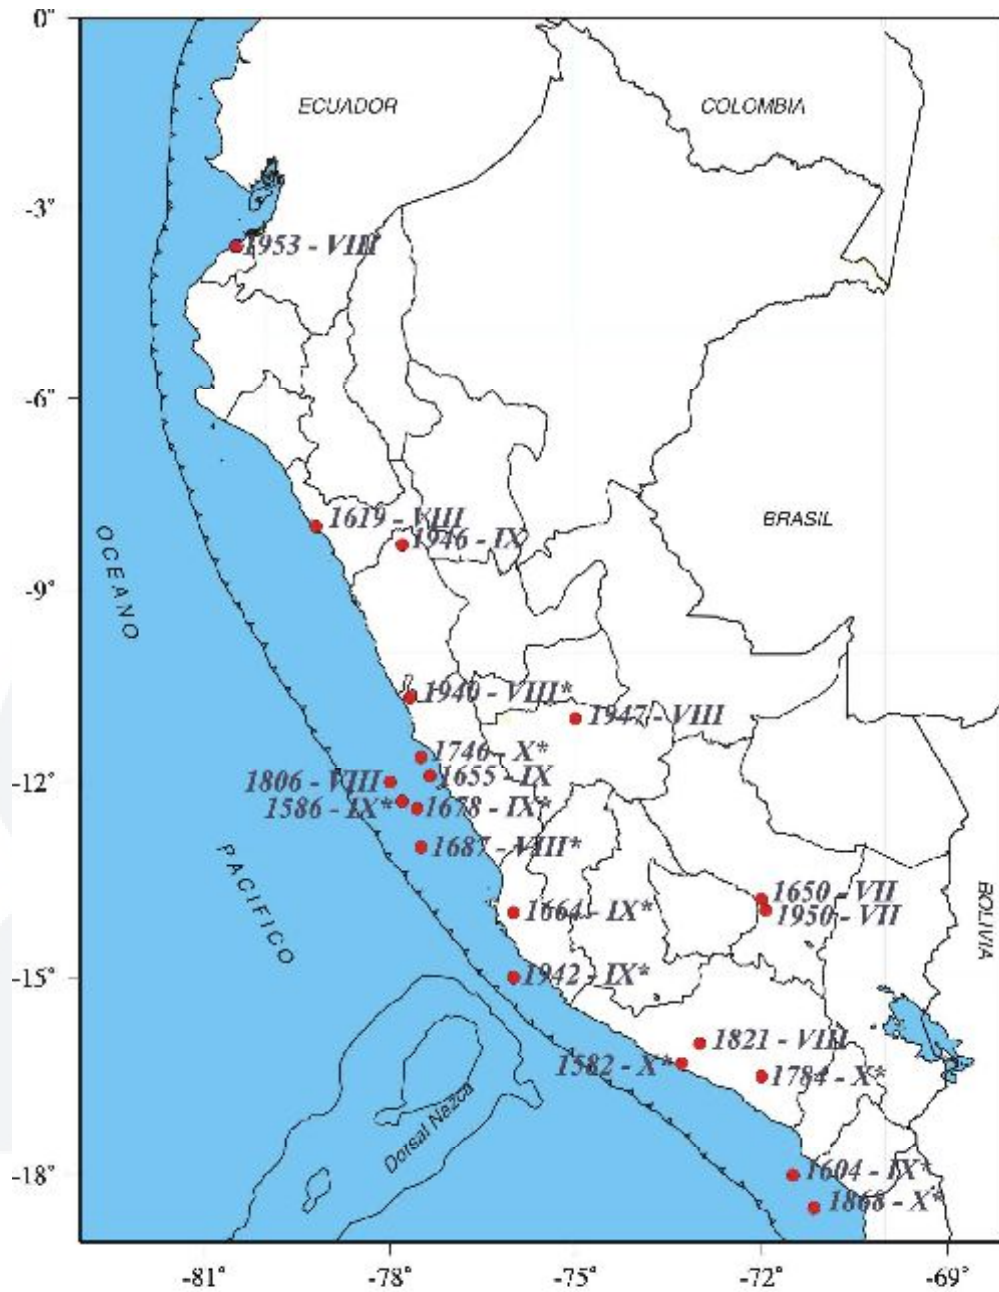 0°
ECUADOR
COLOMBIA
-3°
1953 - VIII
-6°
1619 - VIII
BRASIL
1946 - IX
OCEANO
-9°
1940 - VIII*
1947 - VIII
1746 - X*
1655 - IX
-12°
1806 - VIII
1586 - IX*
1678 - IX*
1687 - VIII*
PACIFICO
1650 - VII
BOLIVIA
1664 - IX*
1950 - VII
-15°
1942 - IX*
1821 - VIII
1582 - X*
1784 - X*
Dorsal Nazca
-18°
1604 - IX*
1868 - X*
-81°
-78°
-75°
-72°
-69°